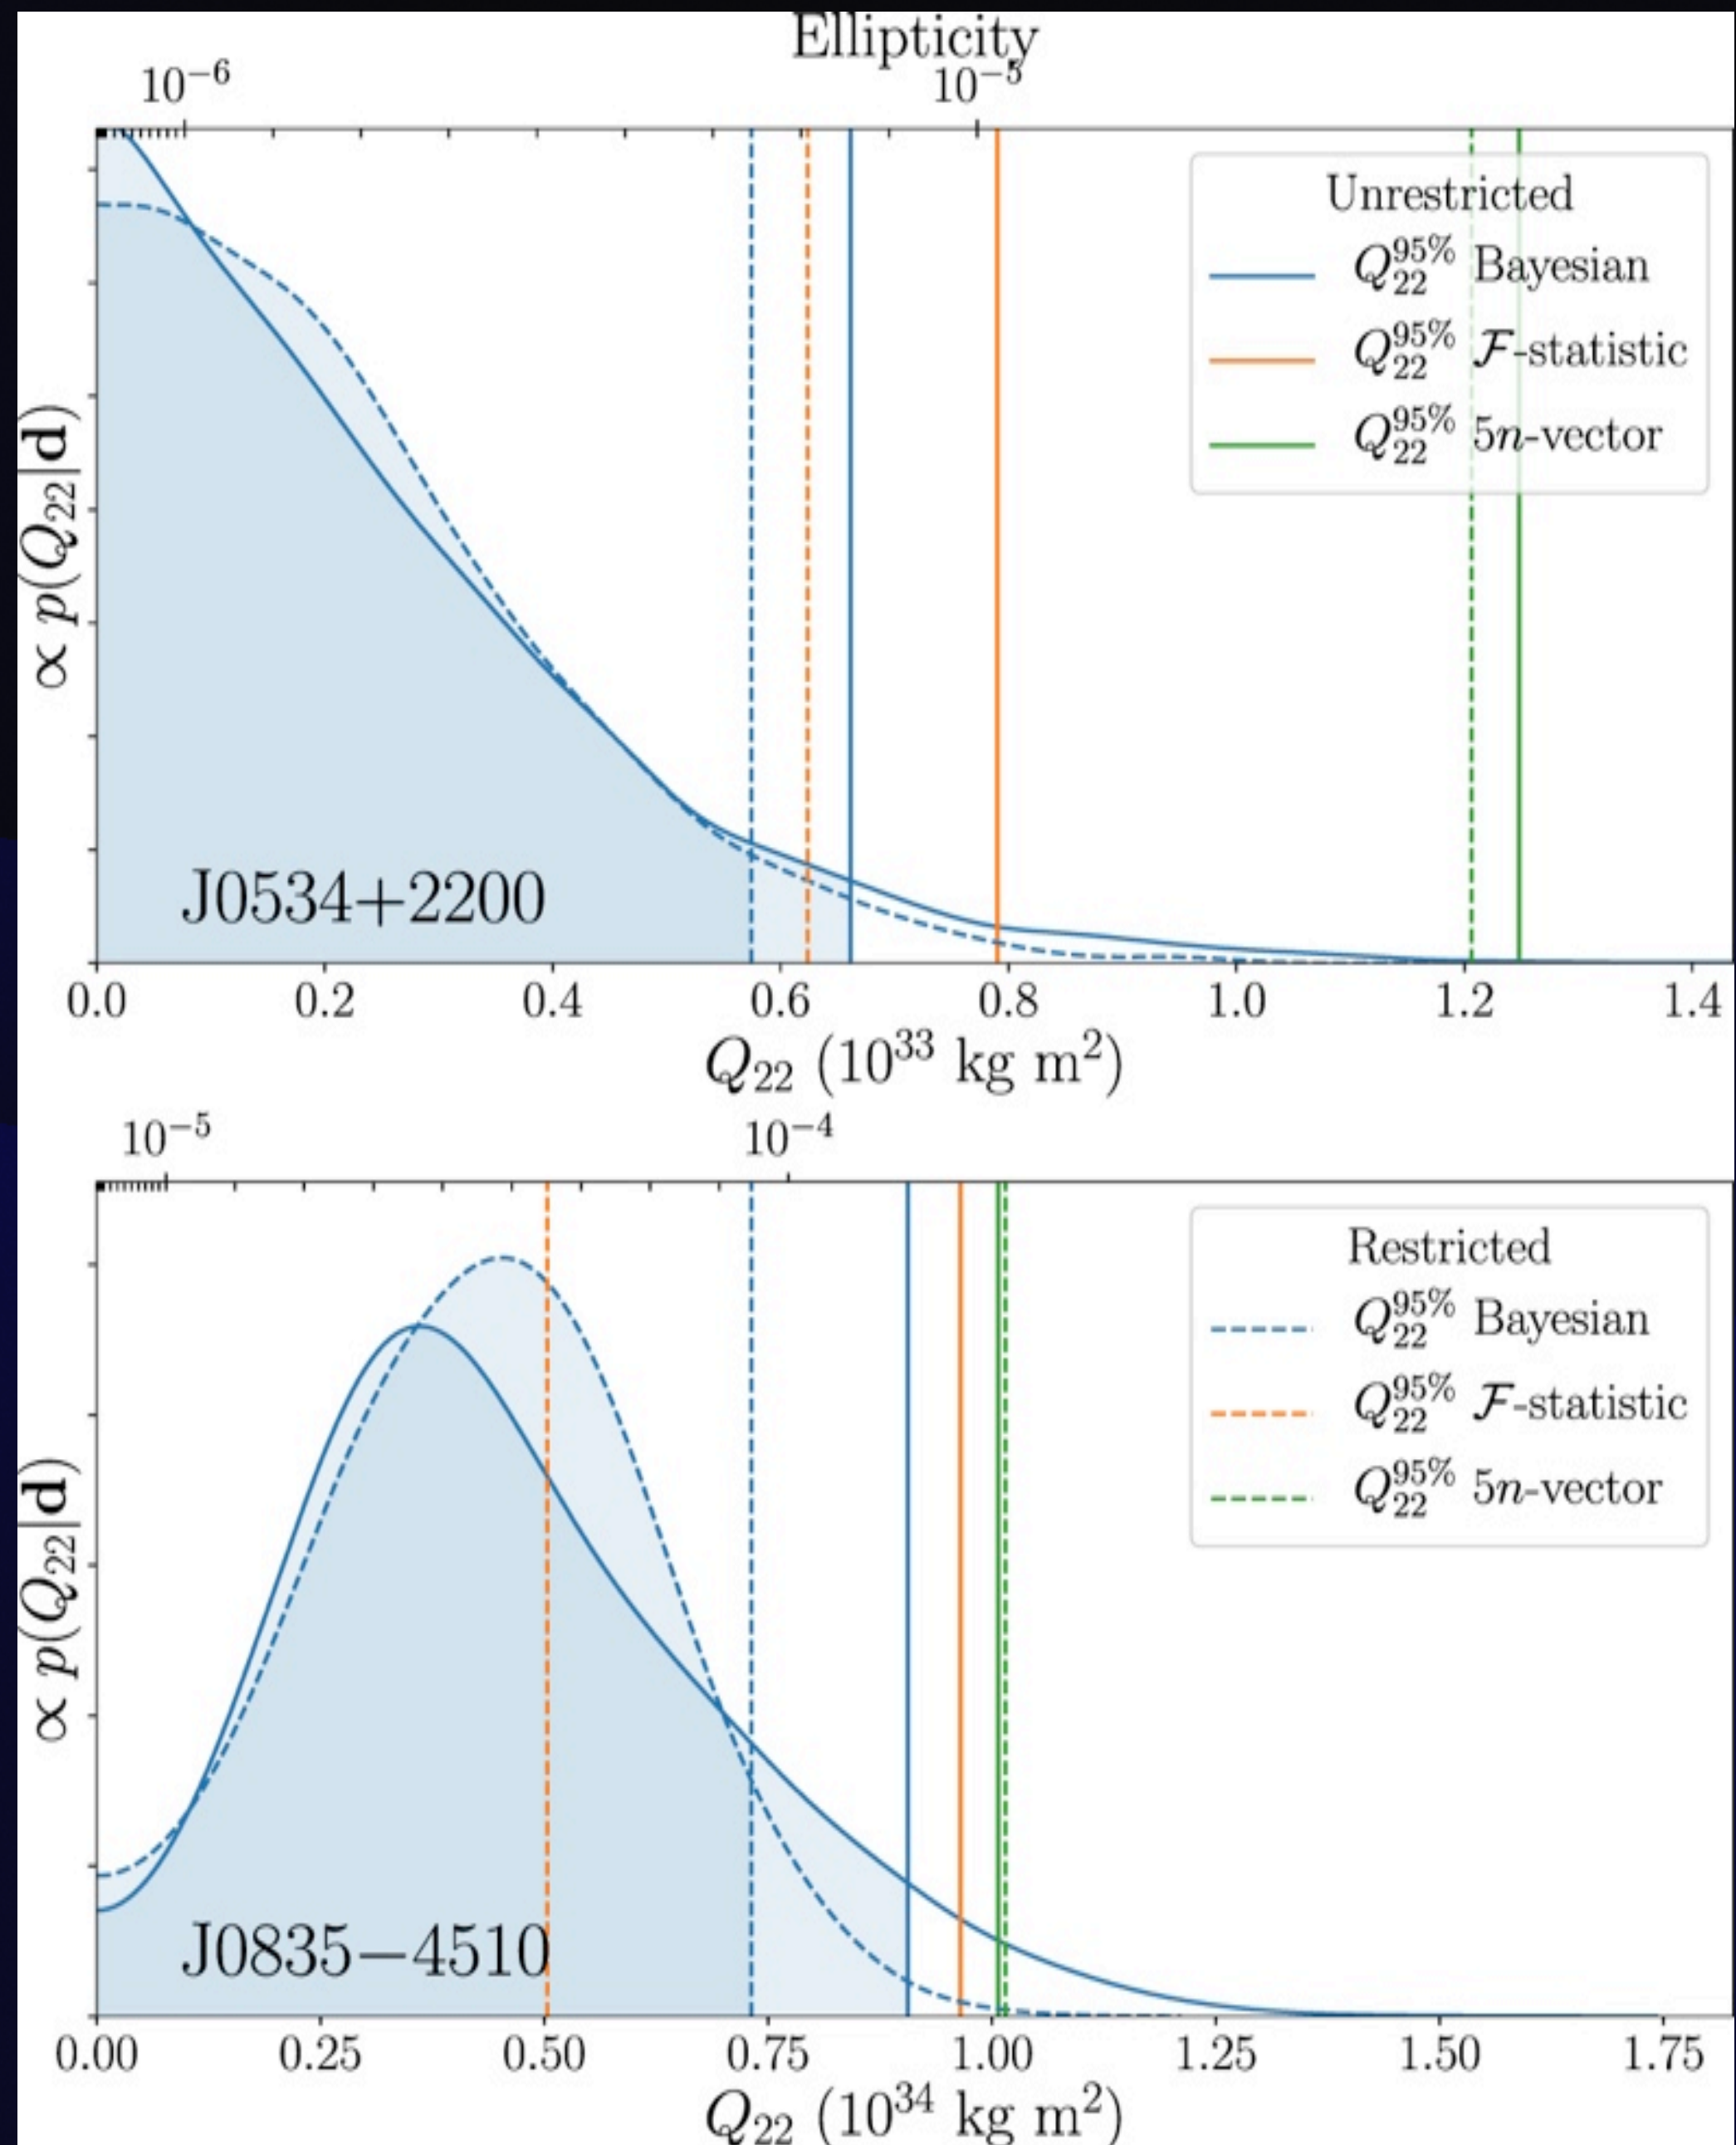 Ellipticity
10⁻⁶ 10⁻⁵
Unrestricted
Q₂₂^95% Bayesian
Q₂₂^95% ℱ-statistic
Q₂₂^95% 5n-vector
∝ p(Q₂₂|d)
J0534+2200
0.0 0.2 0.4 0.6 0.8 1.0 1.2 1.4
Q₂₂ (10³³ kg m²)
10⁻⁵ 10⁻⁴
Restricted
Q₂₂^95% Bayesian
Q₂₂^95% ℱ-statistic
Q₂₂^95% 5n-vector
∝ p(Q₂₂|d)
J0835−4510
0.00 0.25 0.50 0.75 1.00 1.25 1.50 1.75
Q₂₂ (10³⁴ kg m²)